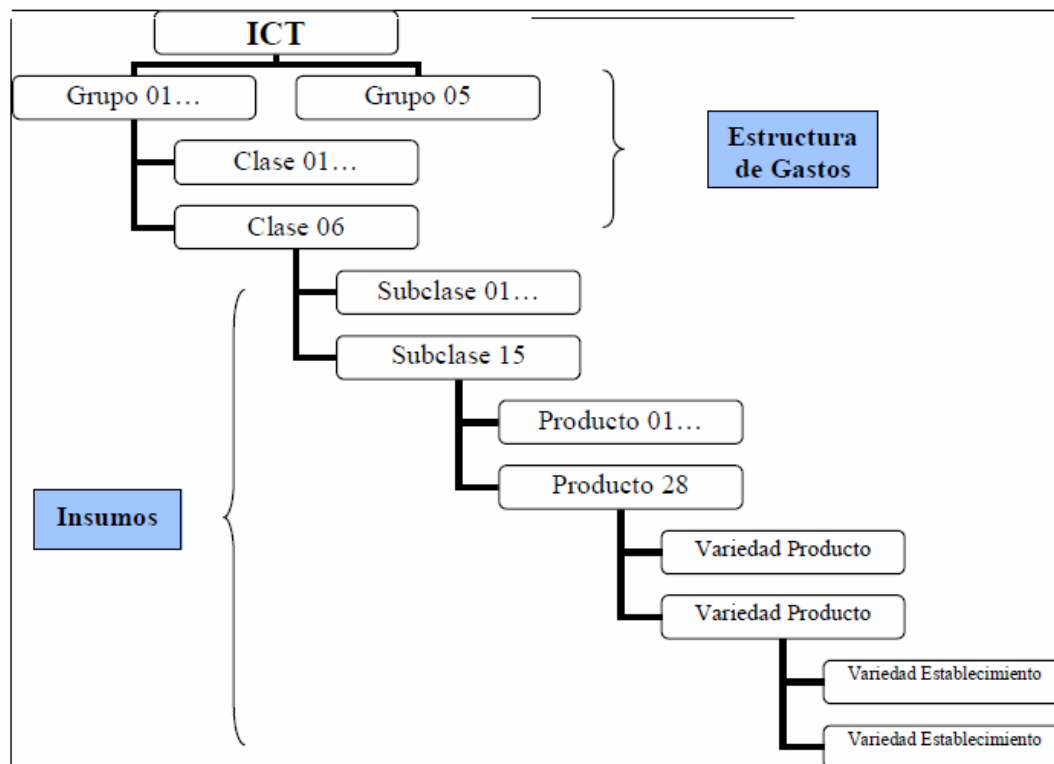 ICT
Grupo 01...
Grupo 05
Estructura
de Gastos
Clase 01...
Clase 06
Subclase 01...
Subclase 15
Producto 01...
Producto 28
Insumos
Variedad Producto
Variedad Producto
Variedad Establecimiento
Variedad Establecimiento